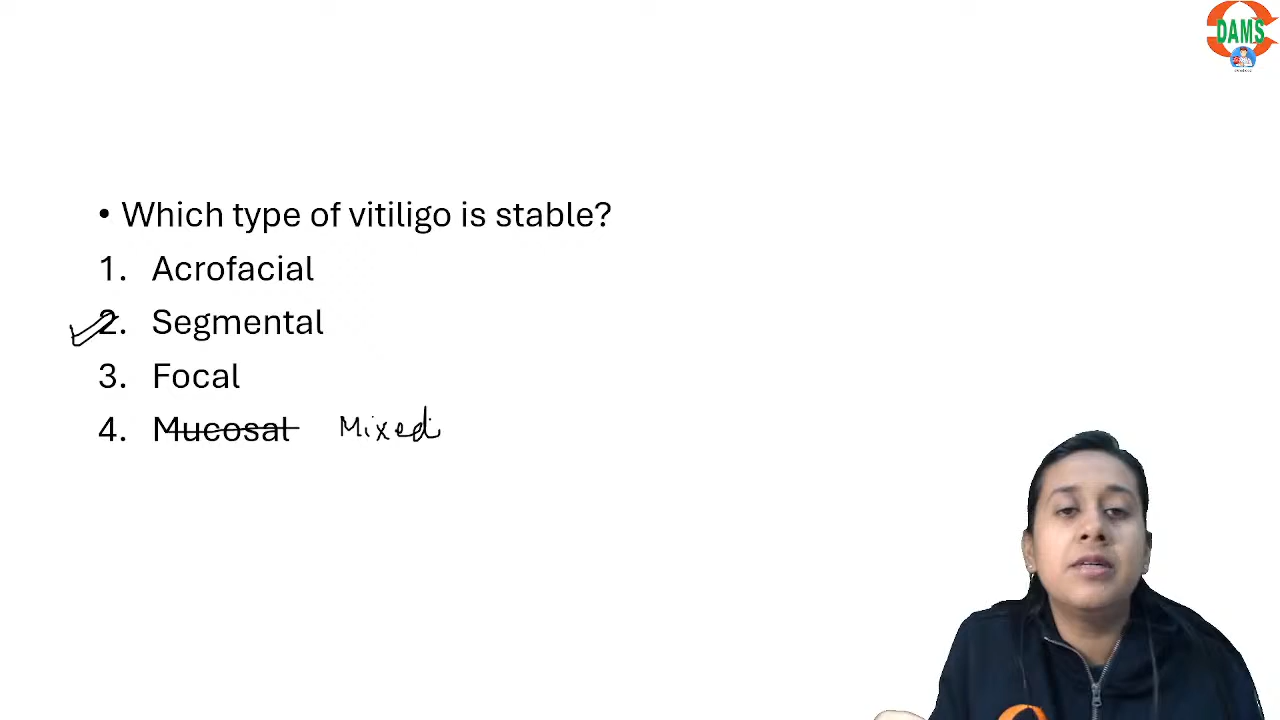 DAMS
• Which type of vitiligo is stable?
1. Acrofacial
2. Segmental
3. Focal
4. Mucosal Mixed